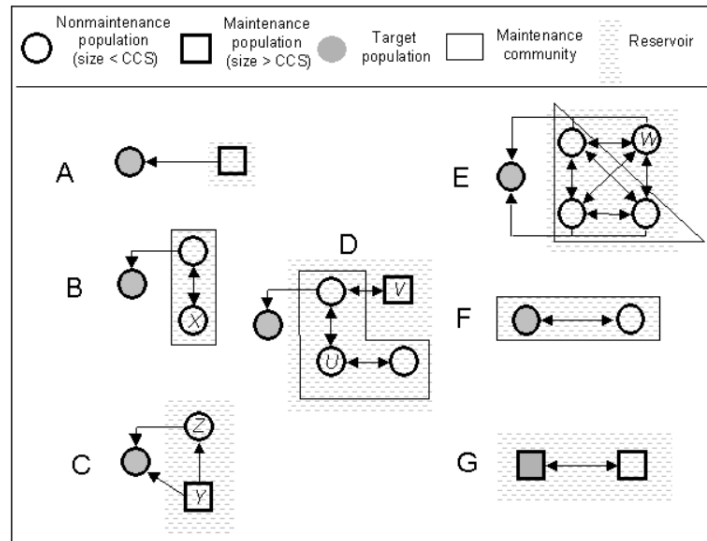 Nonmaintenance
population
(size < CCS)
Maintenance
population
(size > CCS)
Target
population
Maintenance
community
Reservoir
A
B
X
C
Z
Y
D
V
U
E
W
F
G